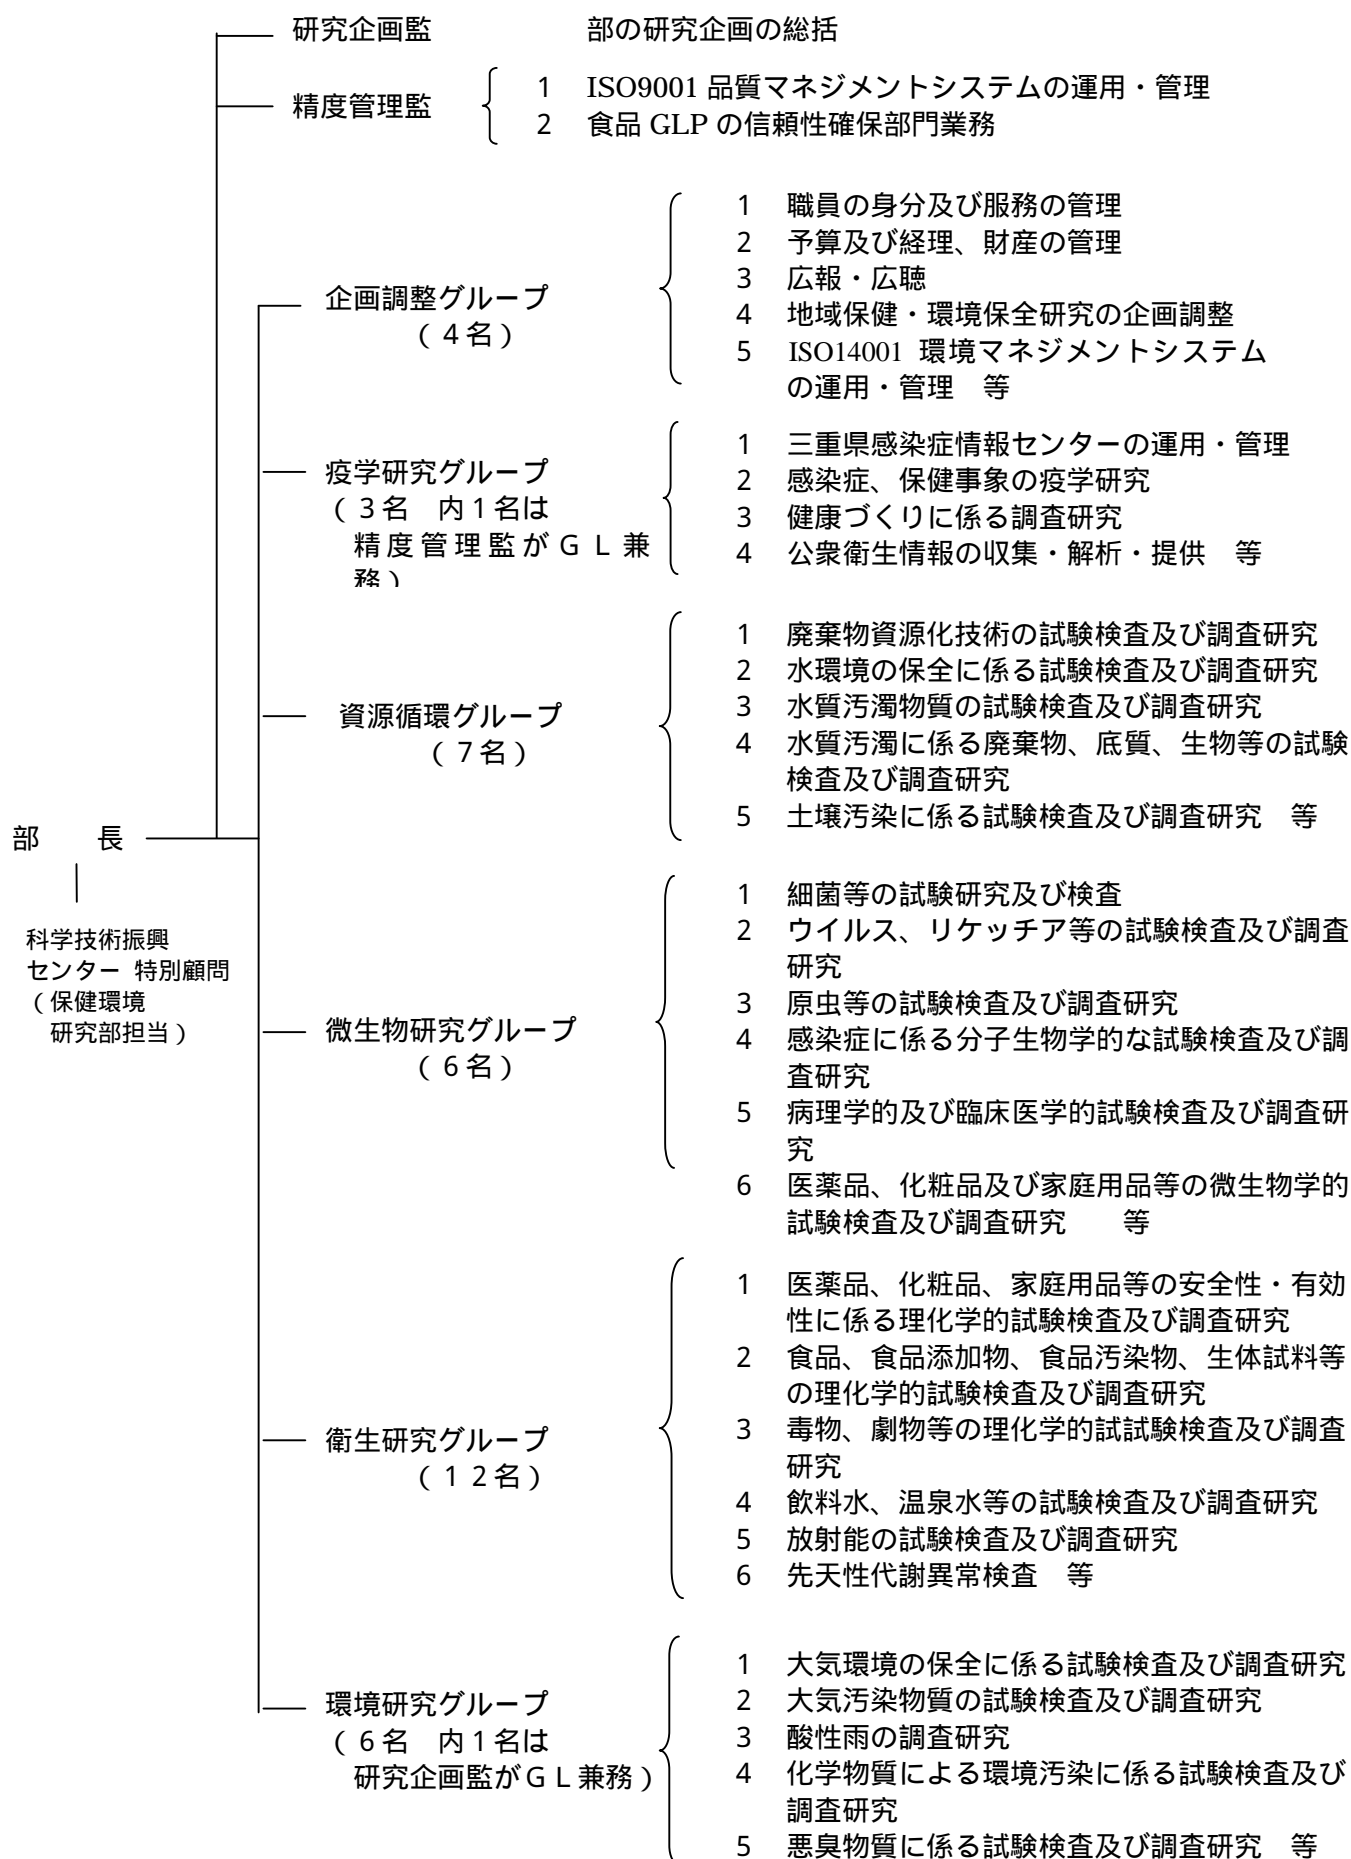 研究企画監　部の研究企画の総括
精度管理監
1　ISO9001 品質マネジメントシステムの運用・管理
2　食品 GLP の信頼性確保部門業務
企画調整グループ
（４名）
1　職員の身分及び服務の管理
2　予算及び経理、財産の管理
3　広報・広聴
4　地域保健・環境保全研究の企画調整
5　ISO14001 環境マネジメントシステム
の運用・管理　等
疫学研究グループ
（３名　内１名は
精度管理監がＧＬ兼
務）
1　三重県感染症情報センターの運用・管理
2　感染症、保健事象の疫学研究
3　健康づくりに係る調査研究
4　公衆衛生情報の収集・解析・提供　等
資源循環グループ
（７名）
1　廃棄物資源化技術の試験検査及び調査研究
2　水環境の保全に係る試験検査及び調査研究
3　水質汚濁物質の試験検査及び調査研究
4　水質汚濁に係る廃棄物、底質、生物等の試験
検査及び調査研究
5　土壌汚染に係る試験検査及び調査研究　等
部　　長
科学技術振興
センター 特別顧問
（保健環境
研究部担当）
微生物研究グループ
（６名）
1　細菌等の試験研究及び検査
2　ウイルス、リケッチア等の試験検査及び調査
研究
3　原虫等の試験検査及び調査研究
4　感染症に係る分子生物学的な試験検査及び調
査研究
5　病理学的及び臨床医学的試験検査及び調査研
究
6　医薬品、化粧品及び家庭用品等の微生物学的
試験検査及び調査研究　　等
衛生研究グループ
（１２名）
1　医薬品、化粧品、家庭用品等の安全性・有効
性に係る理化学的試験検査及び調査研究
2　食品、食品添加物、食品汚染物、生体試料等
の理化学的試験検査及び調査研究
3　毒物、劇物等の理化学的試試験検査及び調査
研究
4　飲料水、温泉水等の試験検査及び調査研究
5　放射能の試験検査及び調査研究
6　先天性代謝異常検査　等
環境研究グループ
（６名　内１名は
研究企画監がＧＬ兼務）
1　大気環境の保全に係る試験検査及び調査研究
2　大気汚染物質の試験検査及び調査研究
3　酸性雨の調査研究
4　化学物質による環境汚染に係る試験検査及び
調査研究
5　悪臭物質に係る試験検査及び調査研究　等